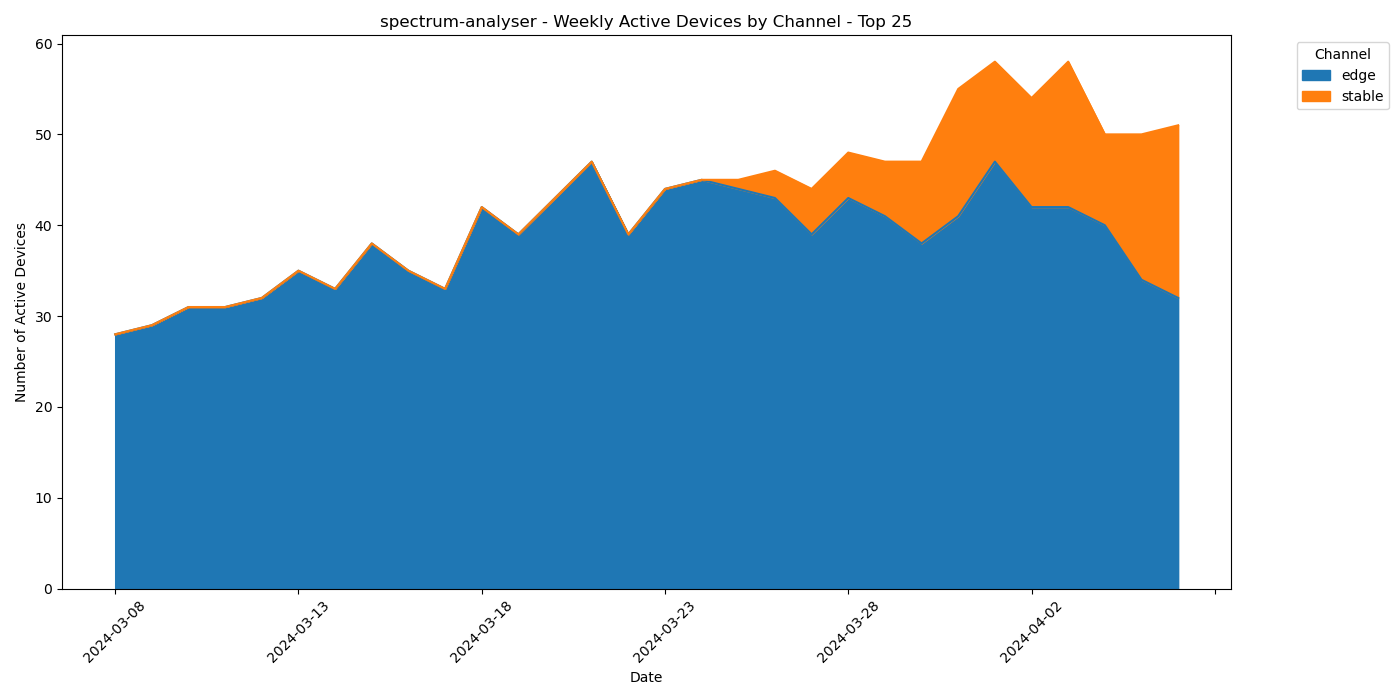 spectrum-analyser - Weekly Active Devices by Channel - Top 25
Channel
edge
stable
Number of Active Devices
60
50
40
30
20
10
0
2024-03-08
2024-03-13
2024-03-18
2024-03-23
2024-03-28
2024-04-02
Date